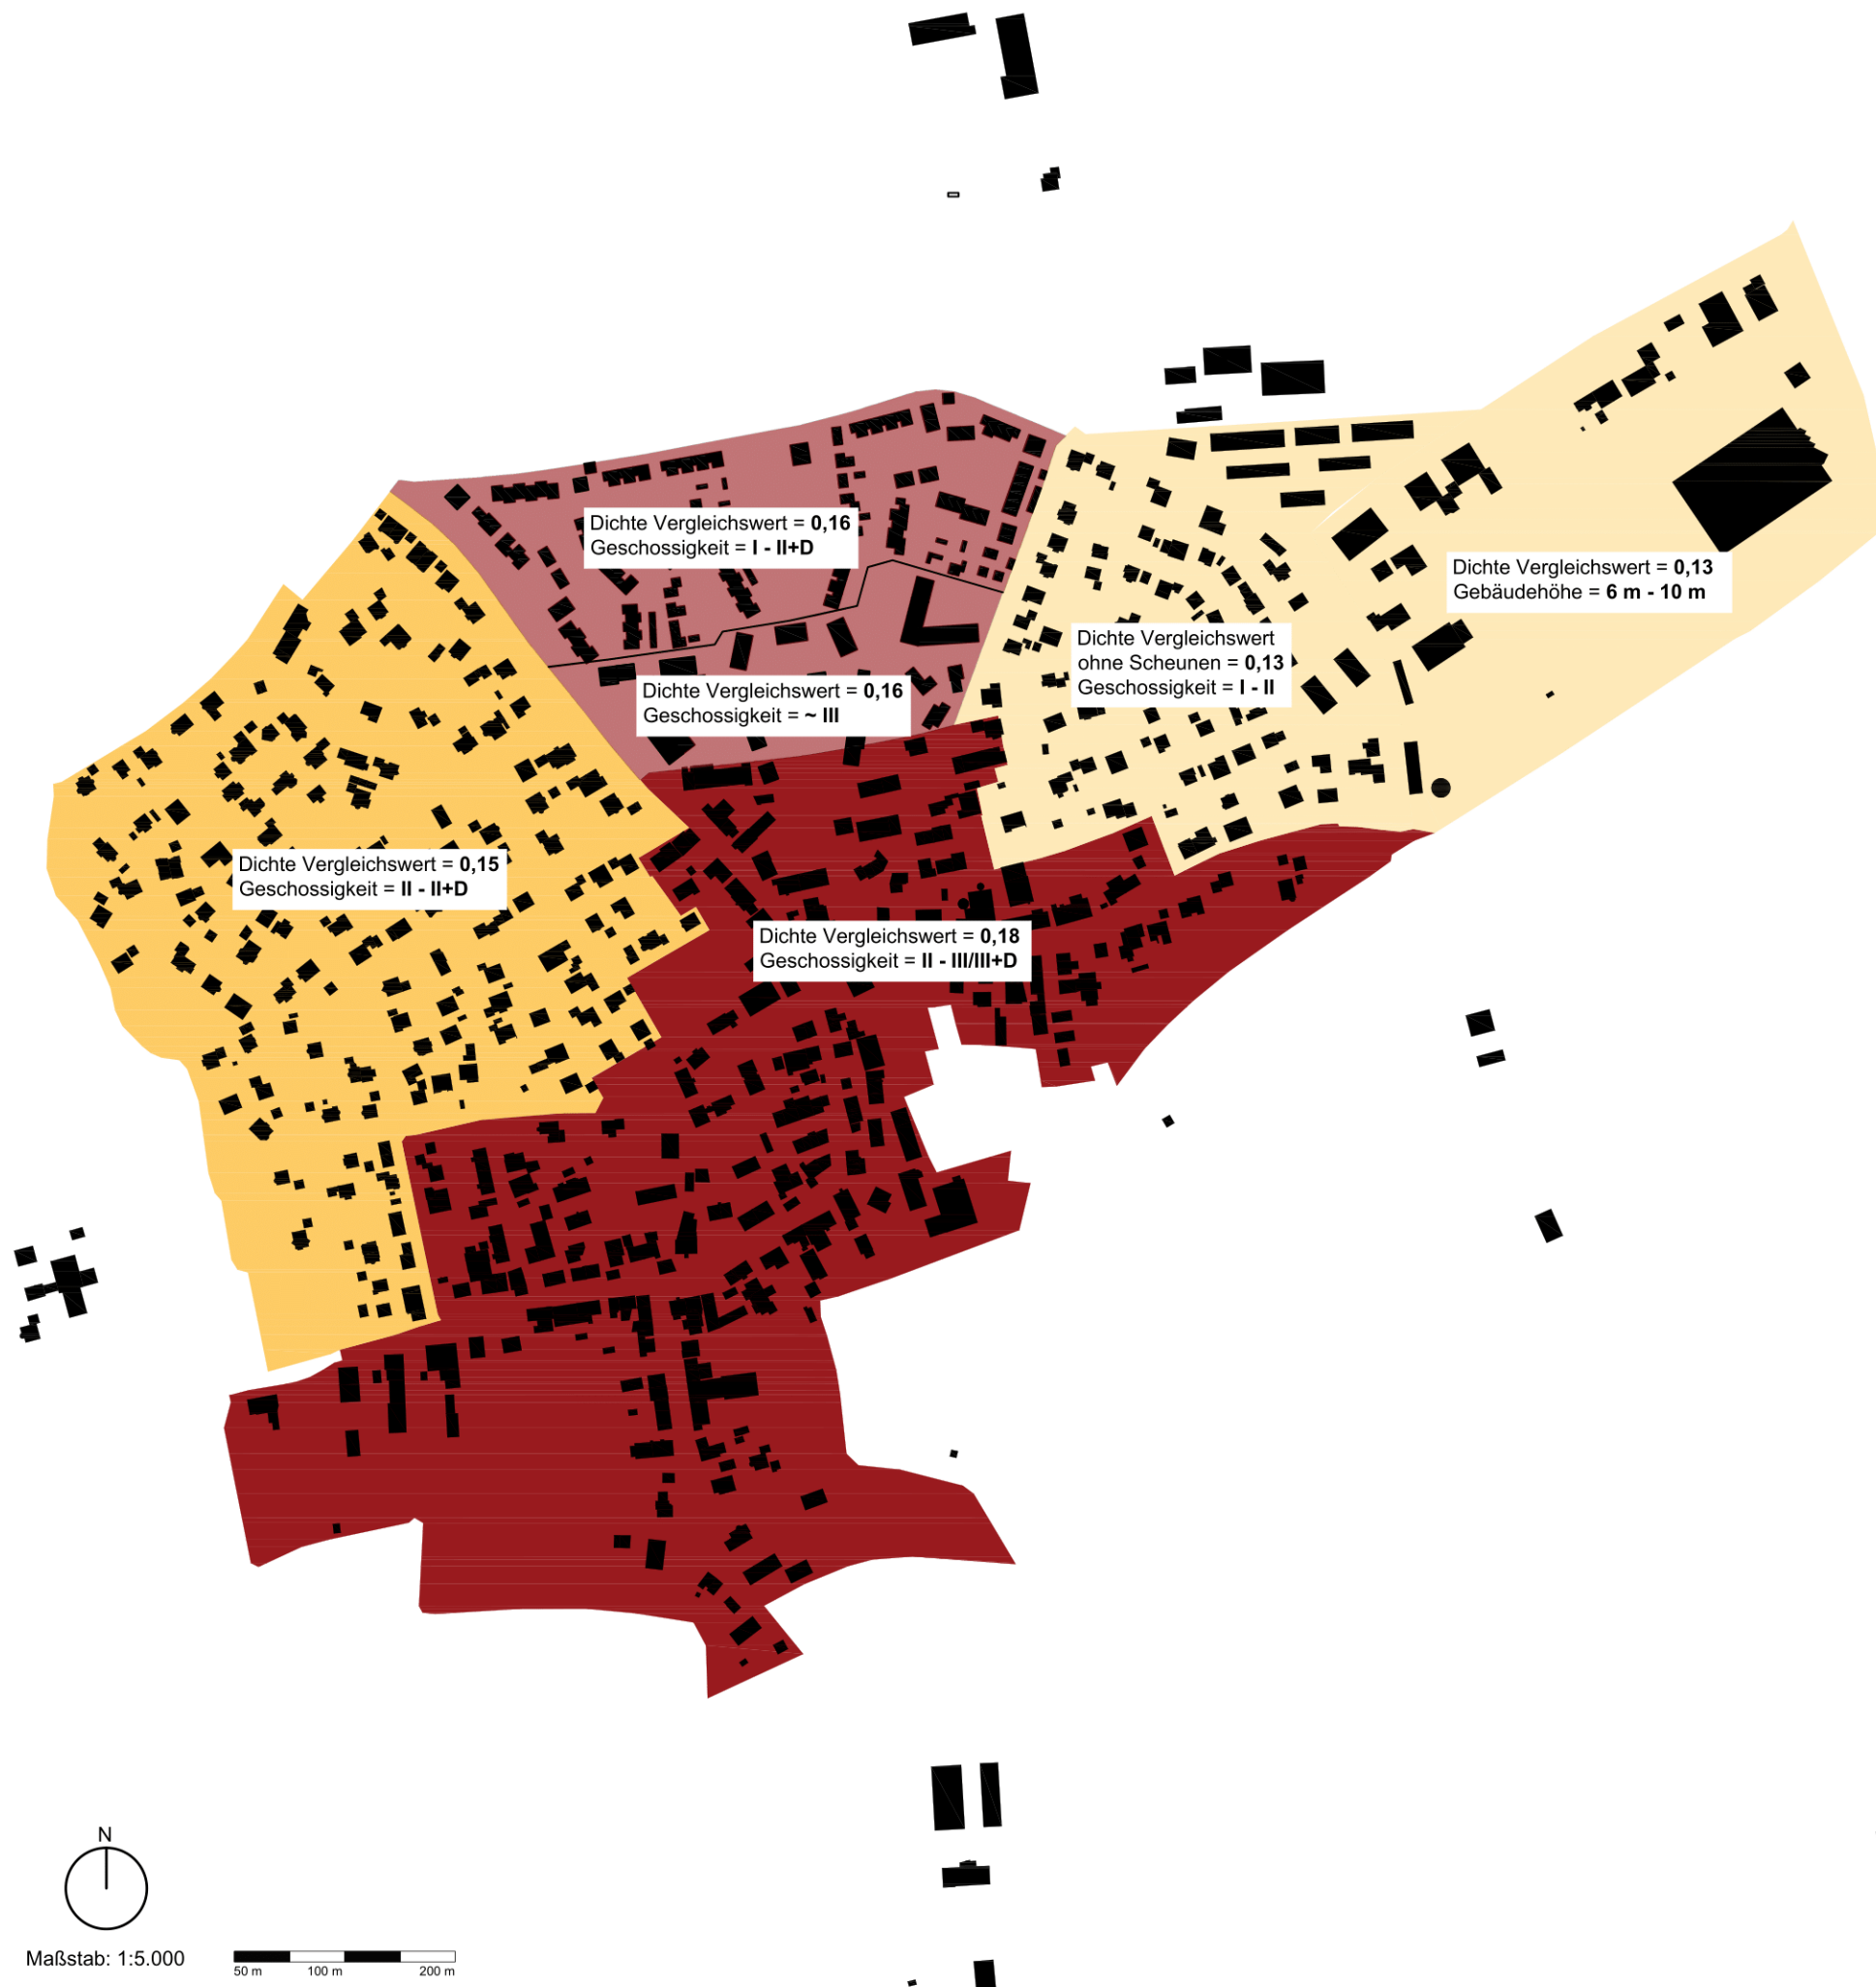 Dichte Vergleichswert = 0,16
Geschossigkeit = I - II+D
Dichte Vergleichswert = 0,13
Gebäudehöhe = 6 m - 10 m
Dichte Vergleichswert
ohne Scheunen = 0,13
Geschossigkeit = I - II
Dichte Vergleichswert = 0,16
Geschossigkeit = ~ III
Dichte Vergleichswert = 0,15
Geschossigkeit = II - II+D
Dichte Vergleichswert = 0,18
Geschossigkeit = II - III/III+D
N
Maßstab: 1:5.000
50 m 100 m 200 m